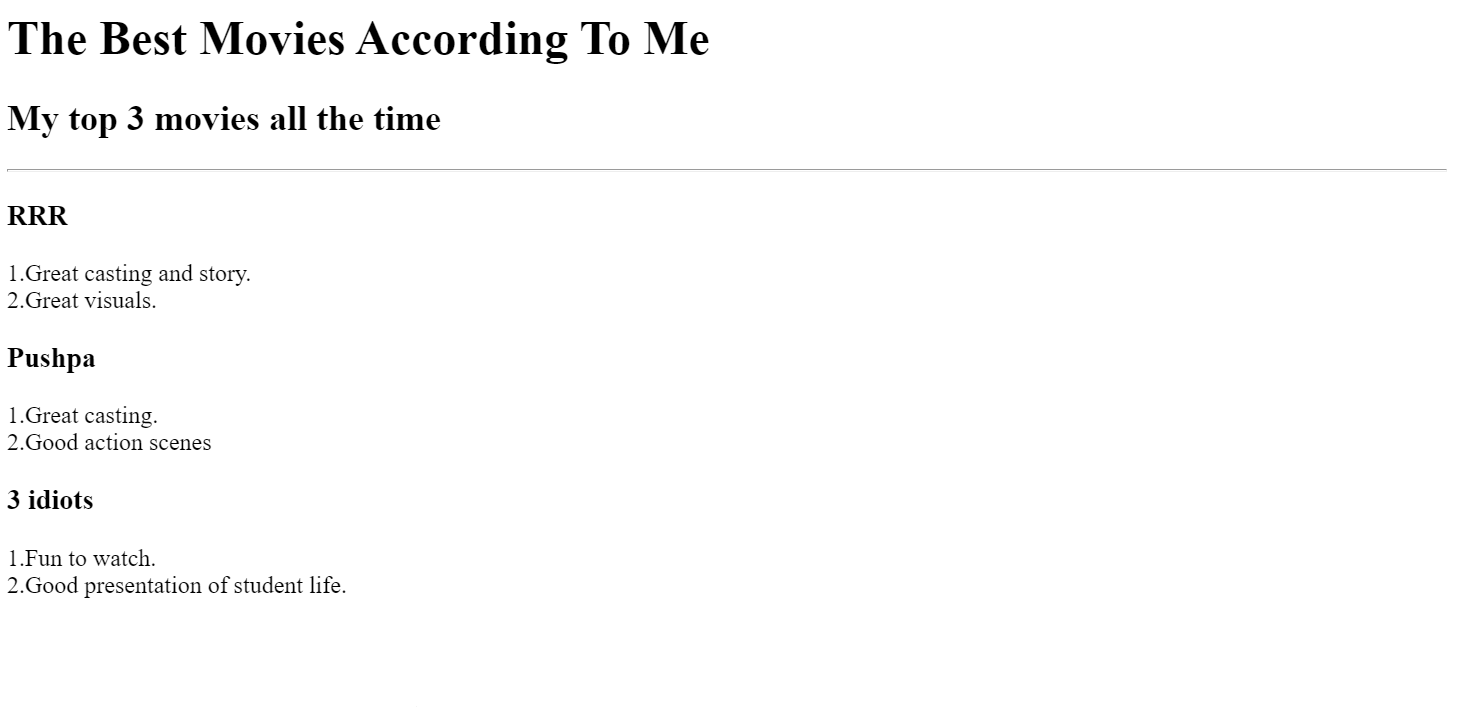 The Best Movies According To Me
My top 3 movies all the time
RRR
1.Great casting and story.
2.Great visuals.
Pushpa
1.Great casting.
2.Good action scenes
3 idiots
1.Fun to watch.
2.Good presentation of student life.